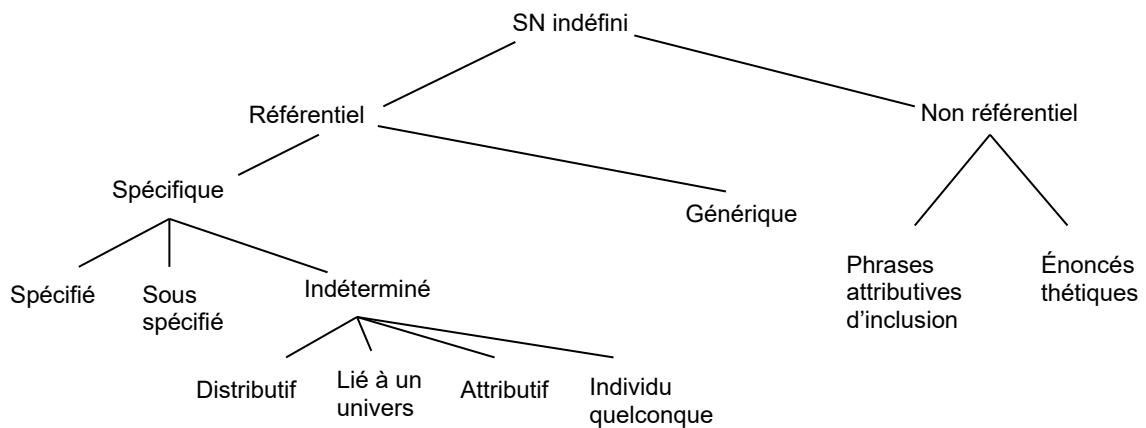 SN indéfini
Référentiel
Non référentiel
Spécifique
Générique
Spécifié
Sous
spécifié
Indéterminé
Phrases
attributives
d’inclusion
Énoncés
thétiques
Distributif
Lié à un
univers
Attributif
Individu
quelconque